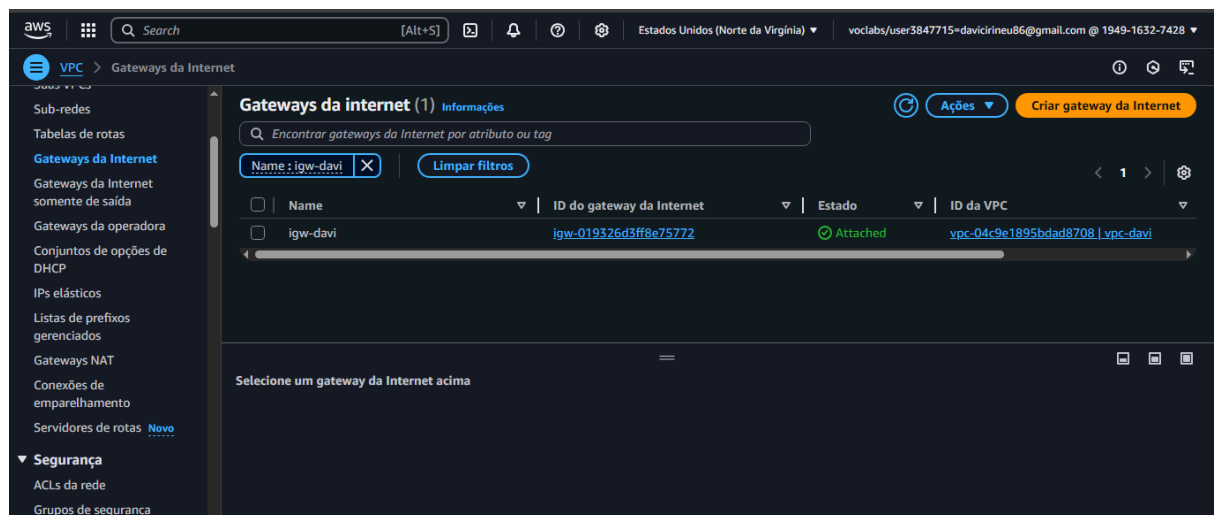 aws
Search [Alt+S] Estados Unidos (Norte da Virgínia) ▼ voclabs/user3847715=davicirineu86@gmail.com @ 1949-1632-7428 ▼
VPC > Gateways da Internet
Suas VPCs
Sub-redes
Tabelas de rotas
Gateways da Internet
Gateways da Internet
somente de saída
Gateways da operadora
Conjuntos de opções de
DHCP
IPs elásticos
Listas de prefixos
gerenciados
Gateways NAT
Conexões de
emparelhamento
Servidores de rotas Novo
▼ Segurança
ACLs da rede
Grupos de segurança
Gateways da internet (1) Informações
Ações ▼
Criar gateway da Internet
Encontrar gateways da Internet por atributo ou tag
Name : igw-davi X
Limpar filtros
< 1 >
Name ID do gateway da Internet Estado ID da VPC
igw-davi igw-019326d3ff8e75772 Attached vpc-04c9e1895bdad8708 | vpc-davi
Selecione um gateway da Internet acima